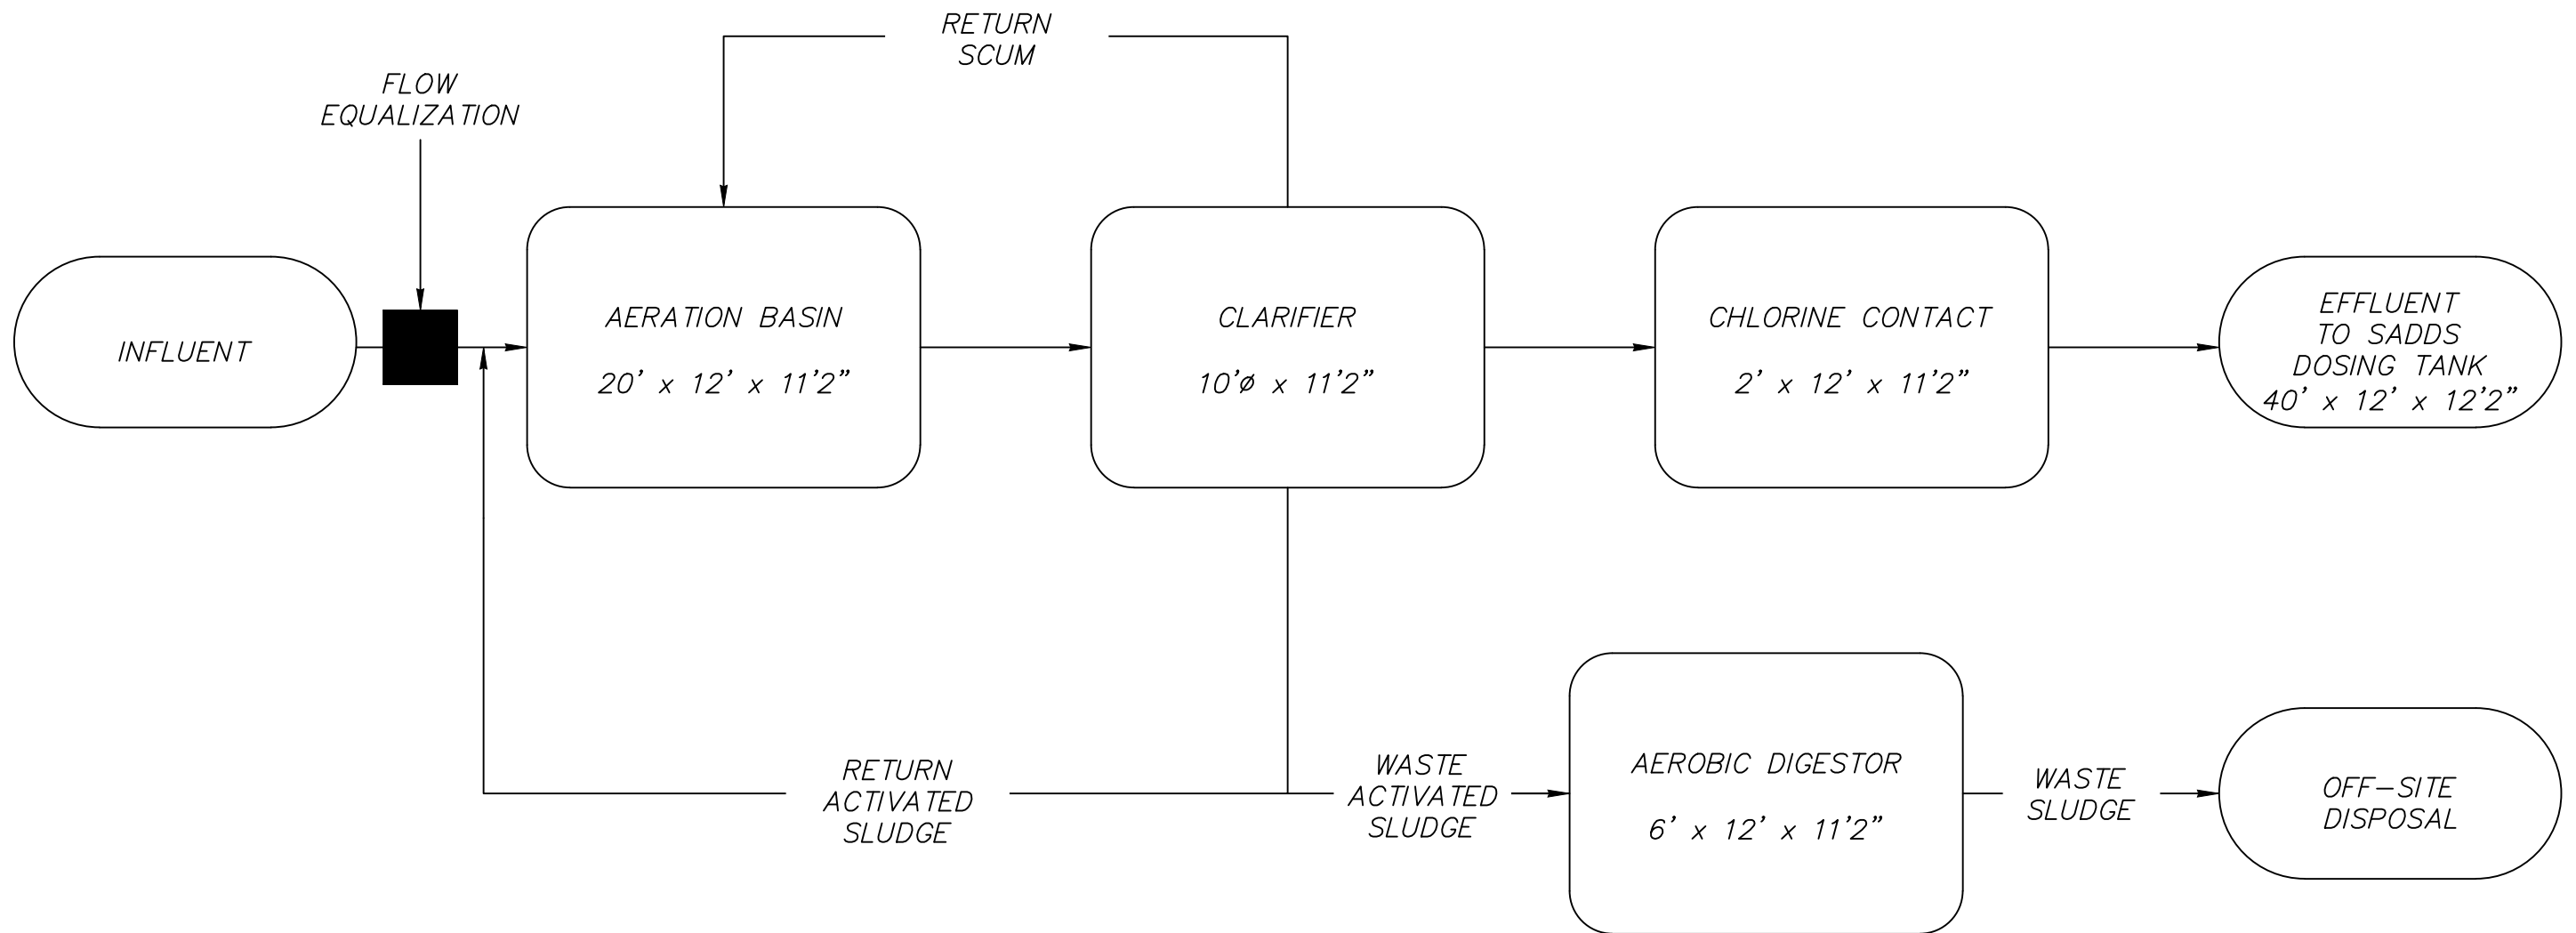 RETURN
SCUM
FLOW
EQUALIZATION
INFLUENT
AERATION BASIN
20' x 12' x 11'2"
CLARIFIER
10'ø x 11'2"
CHLORINE CONTACT
2' x 12' x 11'2"
EFFLUENT
TO SADDS
DOSING TANK
40' x 12' x 12'2"
RETURN
ACTIVATED
SLUDGE
WASTE
ACTIVATED
SLUDGE
AEROBIC DIGESTOR
6' x 12' x 11'2"
WASTE
SLUDGE
OFF-SITE
DISPOSAL